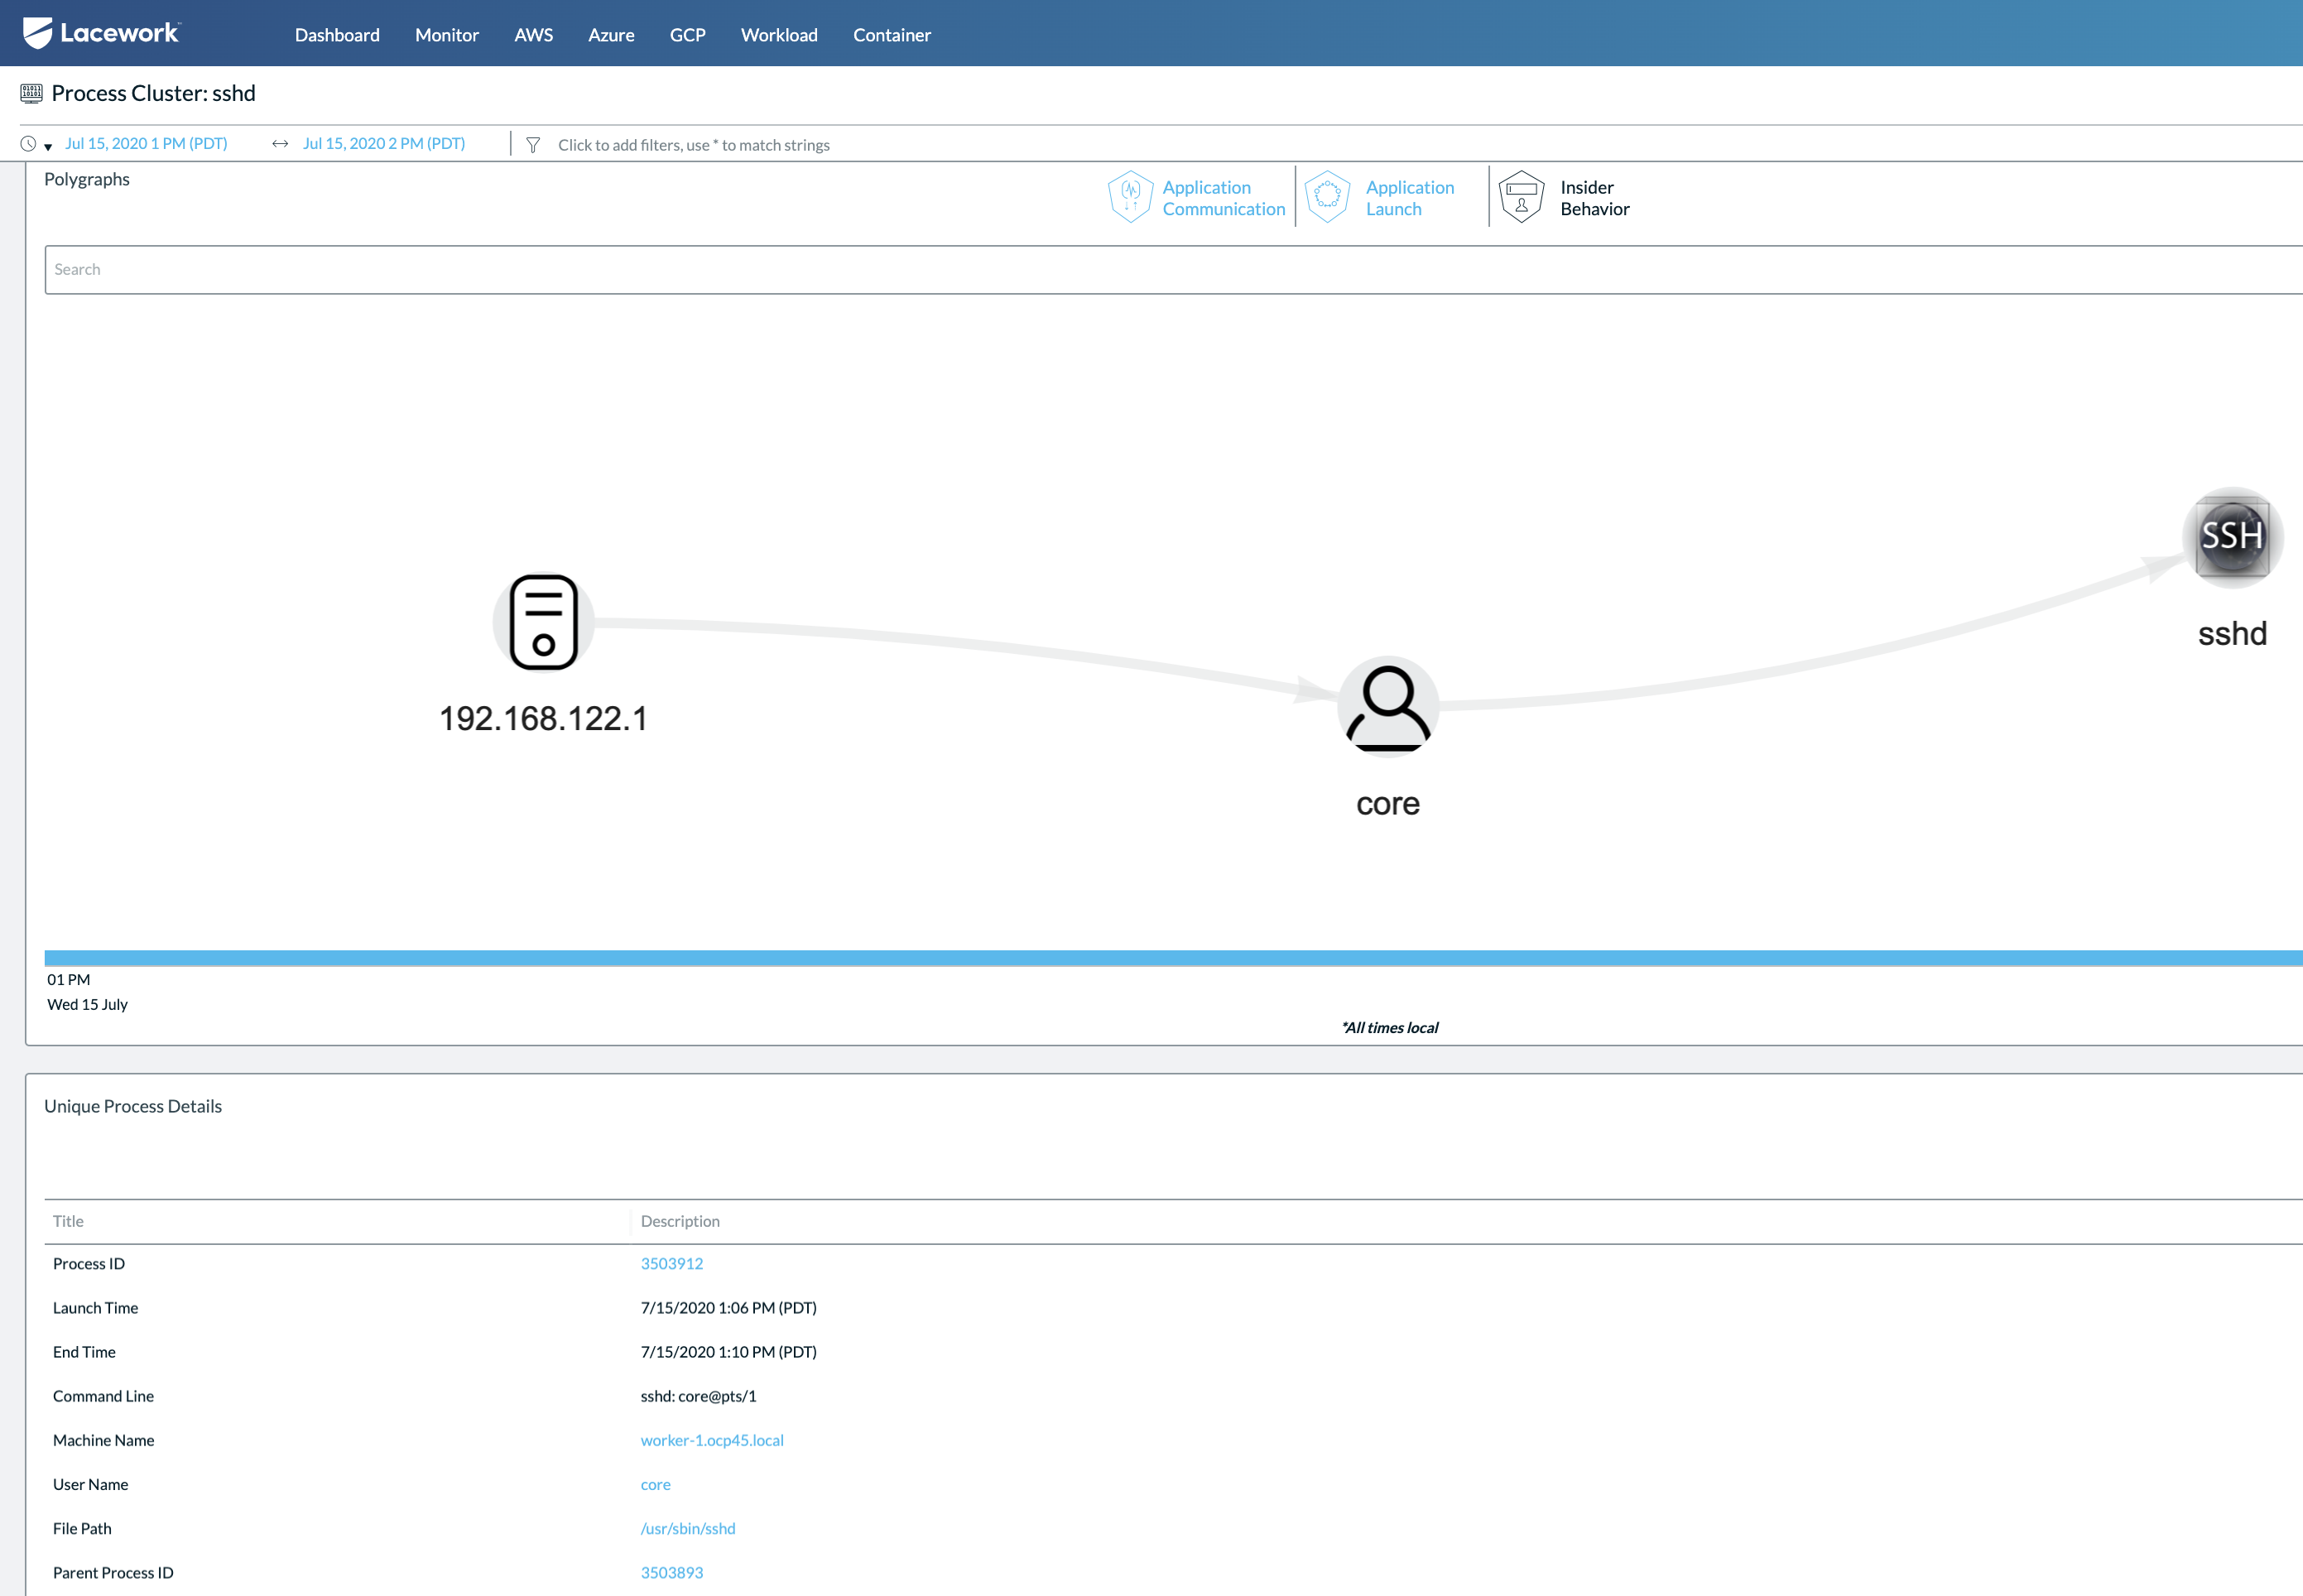 Lacework
Dashboard Monitor AWS Azure GCP Workload Container
Process Cluster: sshd
Jul 15, 2020 1 PM (PDT) ↔ Jul 15, 2020 2 PM (PDT) Click to add filters, use * to match strings
Polygraphs
Application
Communication
Application
Launch
Insider
Behavior
Search
SSH
sshd
192.168.122.1
core
01 PM
Wed 15 July
*All times local
Unique Process Details
Title Description
Process ID 3503912
Launch Time 7/15/2020 1:06 PM (PDT)
End Time 7/15/2020 1:10 PM (PDT)
Command Line sshd: core@pts/1
Machine Name worker-1.ocp45.local
User Name core
File Path /usr/sbin/sshd
Parent Process ID 3503893